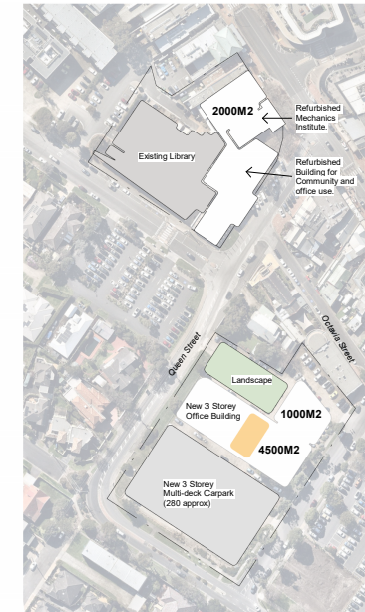 2000M2
Refurbished
Mechanics
Institute.
Existing Library
Refurbished
Building for
Community and
office use.
Queen Street
Octavia Street
Landscape
New 3 Storey
Office Building
1000M2
4500M2
New 3 Storey
Multi-deck Carpark
(280 approx)